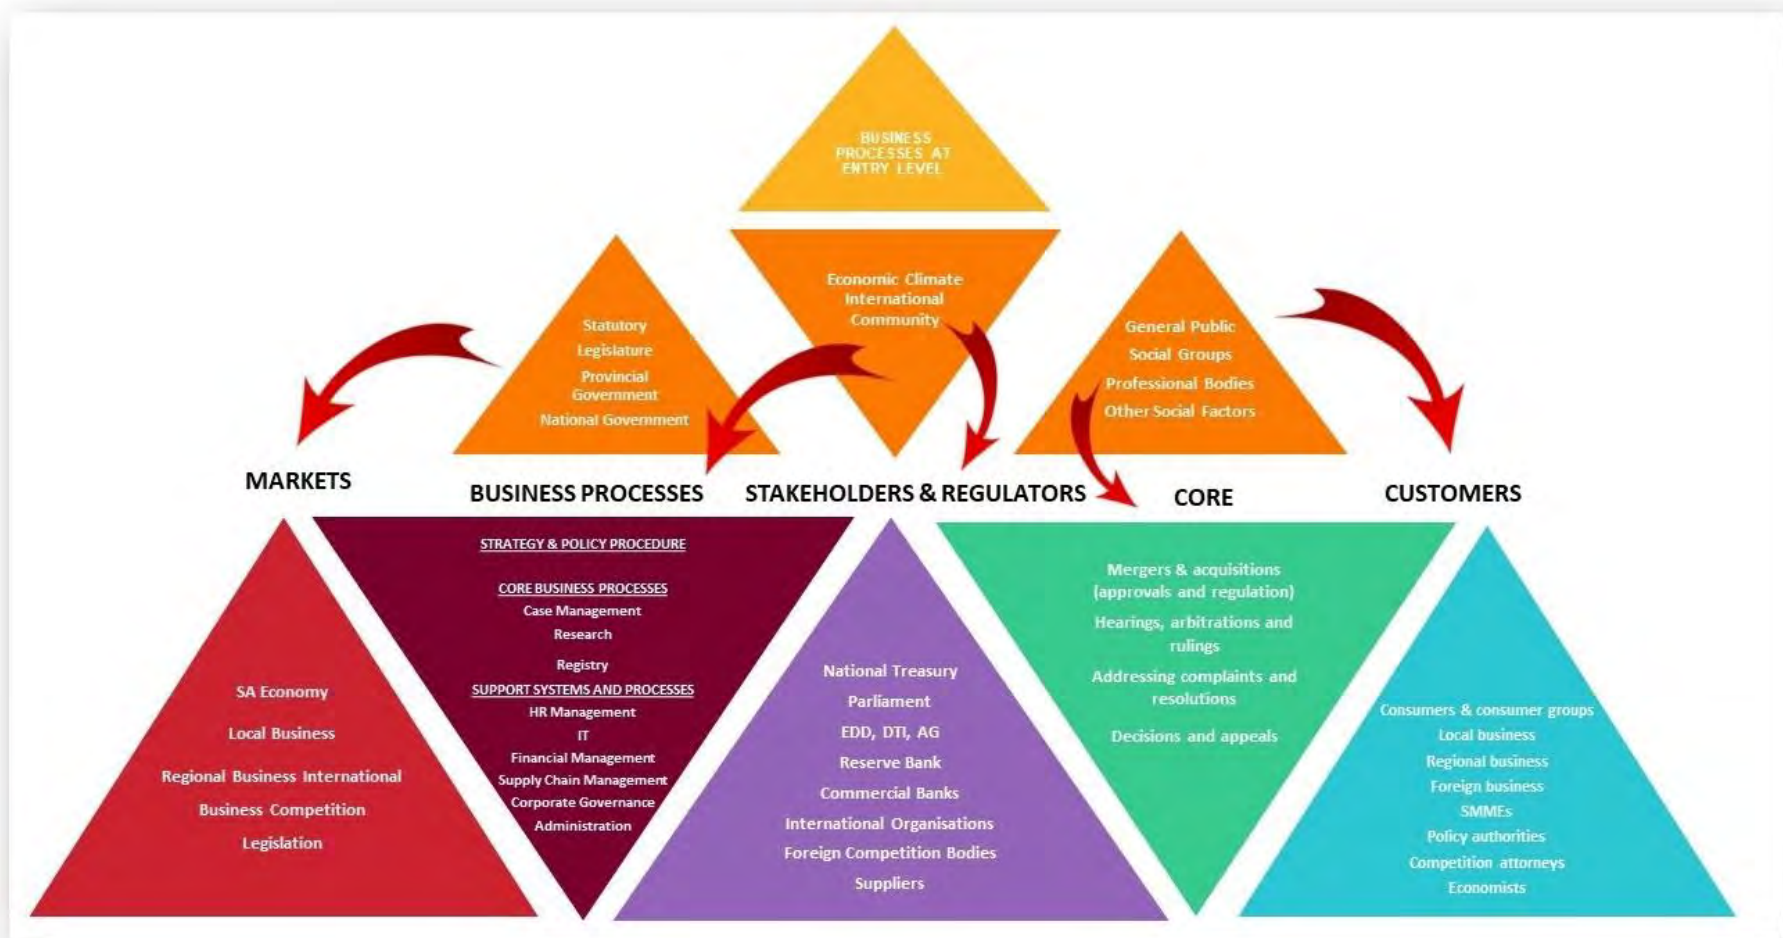 BUSINESS
PROCESSES AT
ENTRY LEVEL
Economic Climate
International
Community
Statutory
Legislature
Provincial
Government
National Government
General Public
Social Groups
Professional Bodies
Other Social Factors
MARKETS
BUSINESS PROCESSES
STAKEHOLDERS & REGULATORS
CORE
CUSTOMERS
SA Economy
Local Business
Regional Business International
Business Competition
Legislation
STRATEGY & POLICY PROCEDURE
CORE BUSINESS PROCESSES
Case Management
Research
Registry
SUPPORT SYSTEMS AND PROCESSES
HR Management
IT
Financial Management
Supply Chain Management
Corporate Governance
Administration
National Treasury
Parliament
EDD, DTI, AG
Reserve Bank
Commercial Banks
International Organisations
Foreign Competition Bodies
Suppliers
Mergers & acquisitions
(approvals and regulation)
Hearings, arbitrations and
rulings
Addressing complaints and
resolutions
Decisions and appeals
Consumers & consumer groups
Local business
Regional business
Foreign business
SMMEs
Policy authorities
Competition attorneys
Economists